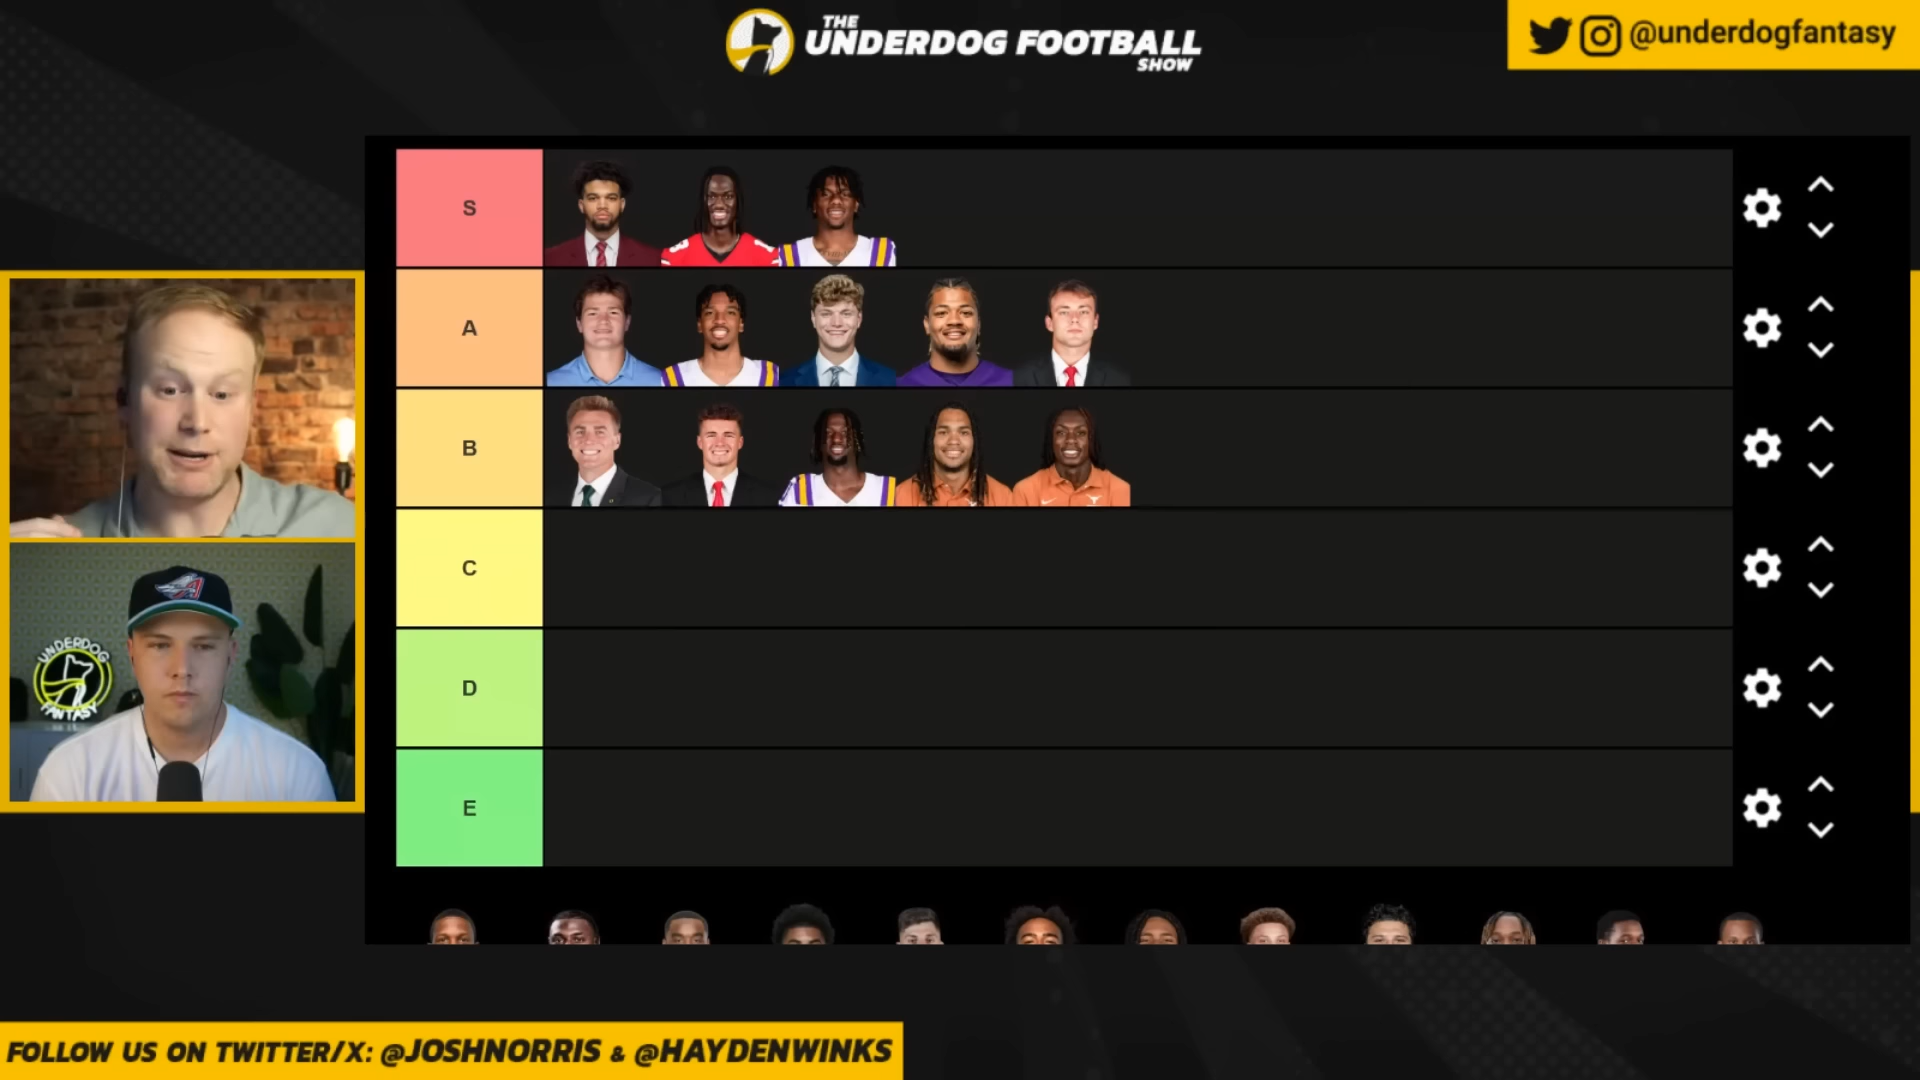 THE
UNDERDOG FOOTBALL
SHOW
@underdogfantasy
S
A
B
C
D
E
UNDERDOG
FANTASY
FOLLOW US ON TWITTER/X: @JOSHNORRIS & @HAYDENWINKS